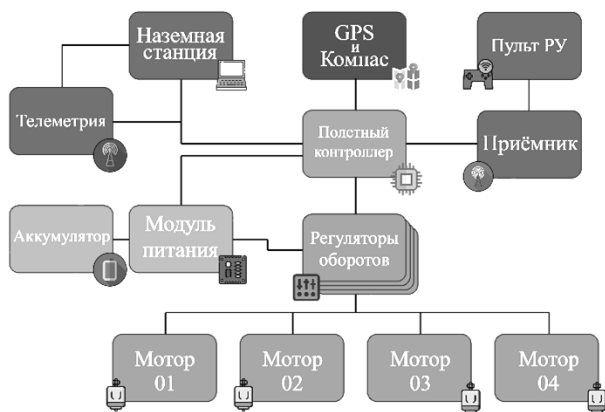 Наземная
станция
GPS
и
Компас
Пульт РУ
Телеметрия
Полетный
контроллер
Приёмник
Аккумулятор
Модуль
питания
Регуляторы
оборотов
Мотор
01
Мотор
02
Мотор
03
Мотор
04